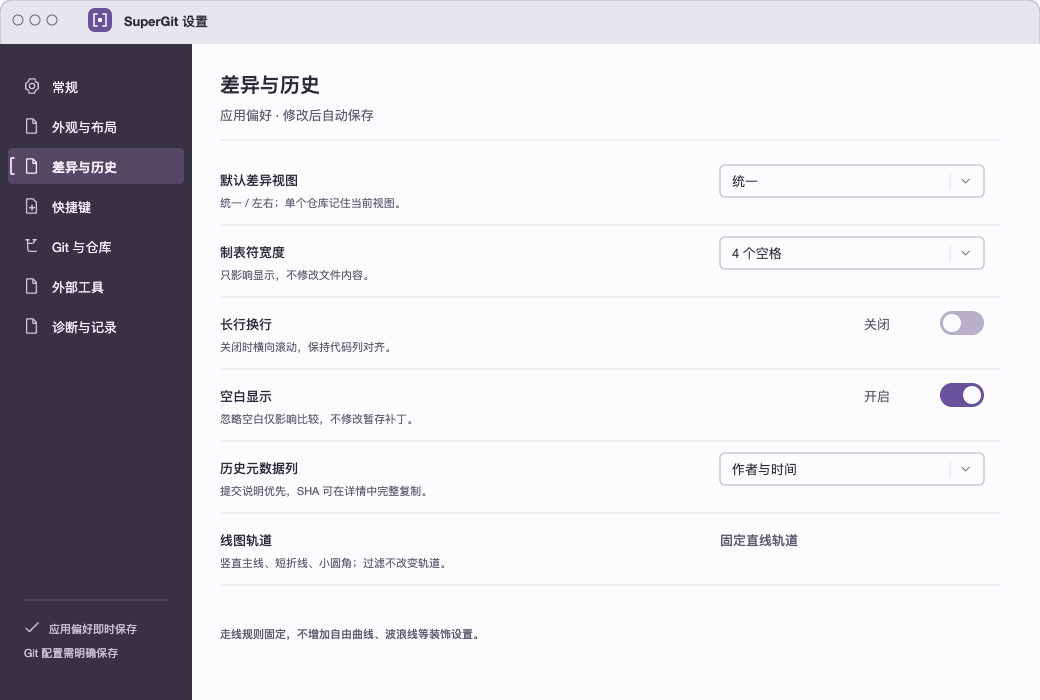 SuperGit 设置
常规
外观与布局
差异与历史
快捷键
Git 与仓库
外部工具
诊断与记录
应用偏好即时保存
Git 配置需明确保存
差异与历史
应用偏好 · 修改后自动保存
默认差异视图
统一 / 左右；单个仓库记住当前视图。
统一
制表符宽度
只影响显示，不修改文件内容。
4 个空格
长行换行
关闭时横向滚动，保持代码列对齐。
关闭
空白显示
忽略空白仅影响比较，不修改暂存补丁。
开启
历史元数据列
提交说明优先，SHA 可在详情中完整复制。
作者与时间
线图轨道
竖直主线、短折线、小圆角；过滤不改变轨道。
固定直线轨道
走线规则固定，不增加自由曲线、波浪线等装饰设置。